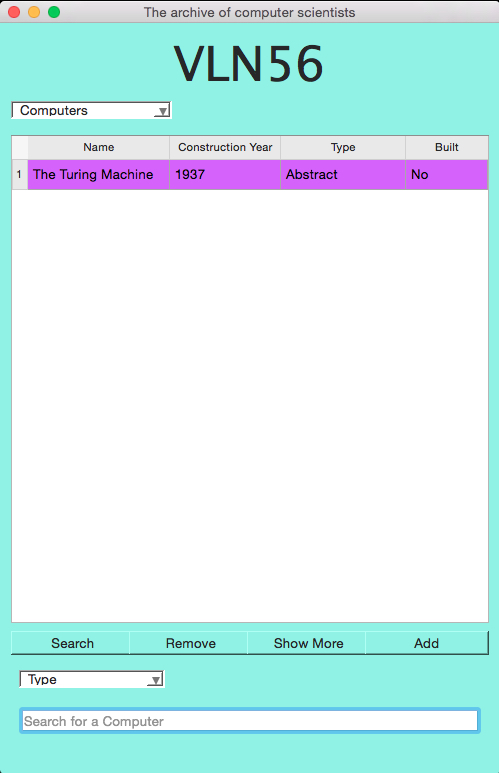 The archive of computer scientists
VLN56
Computers
Name Construction Year Type Built
1 The Turing Machine 1937 Abstract No
Search Remove Show More Add
Type
Search for a Computer